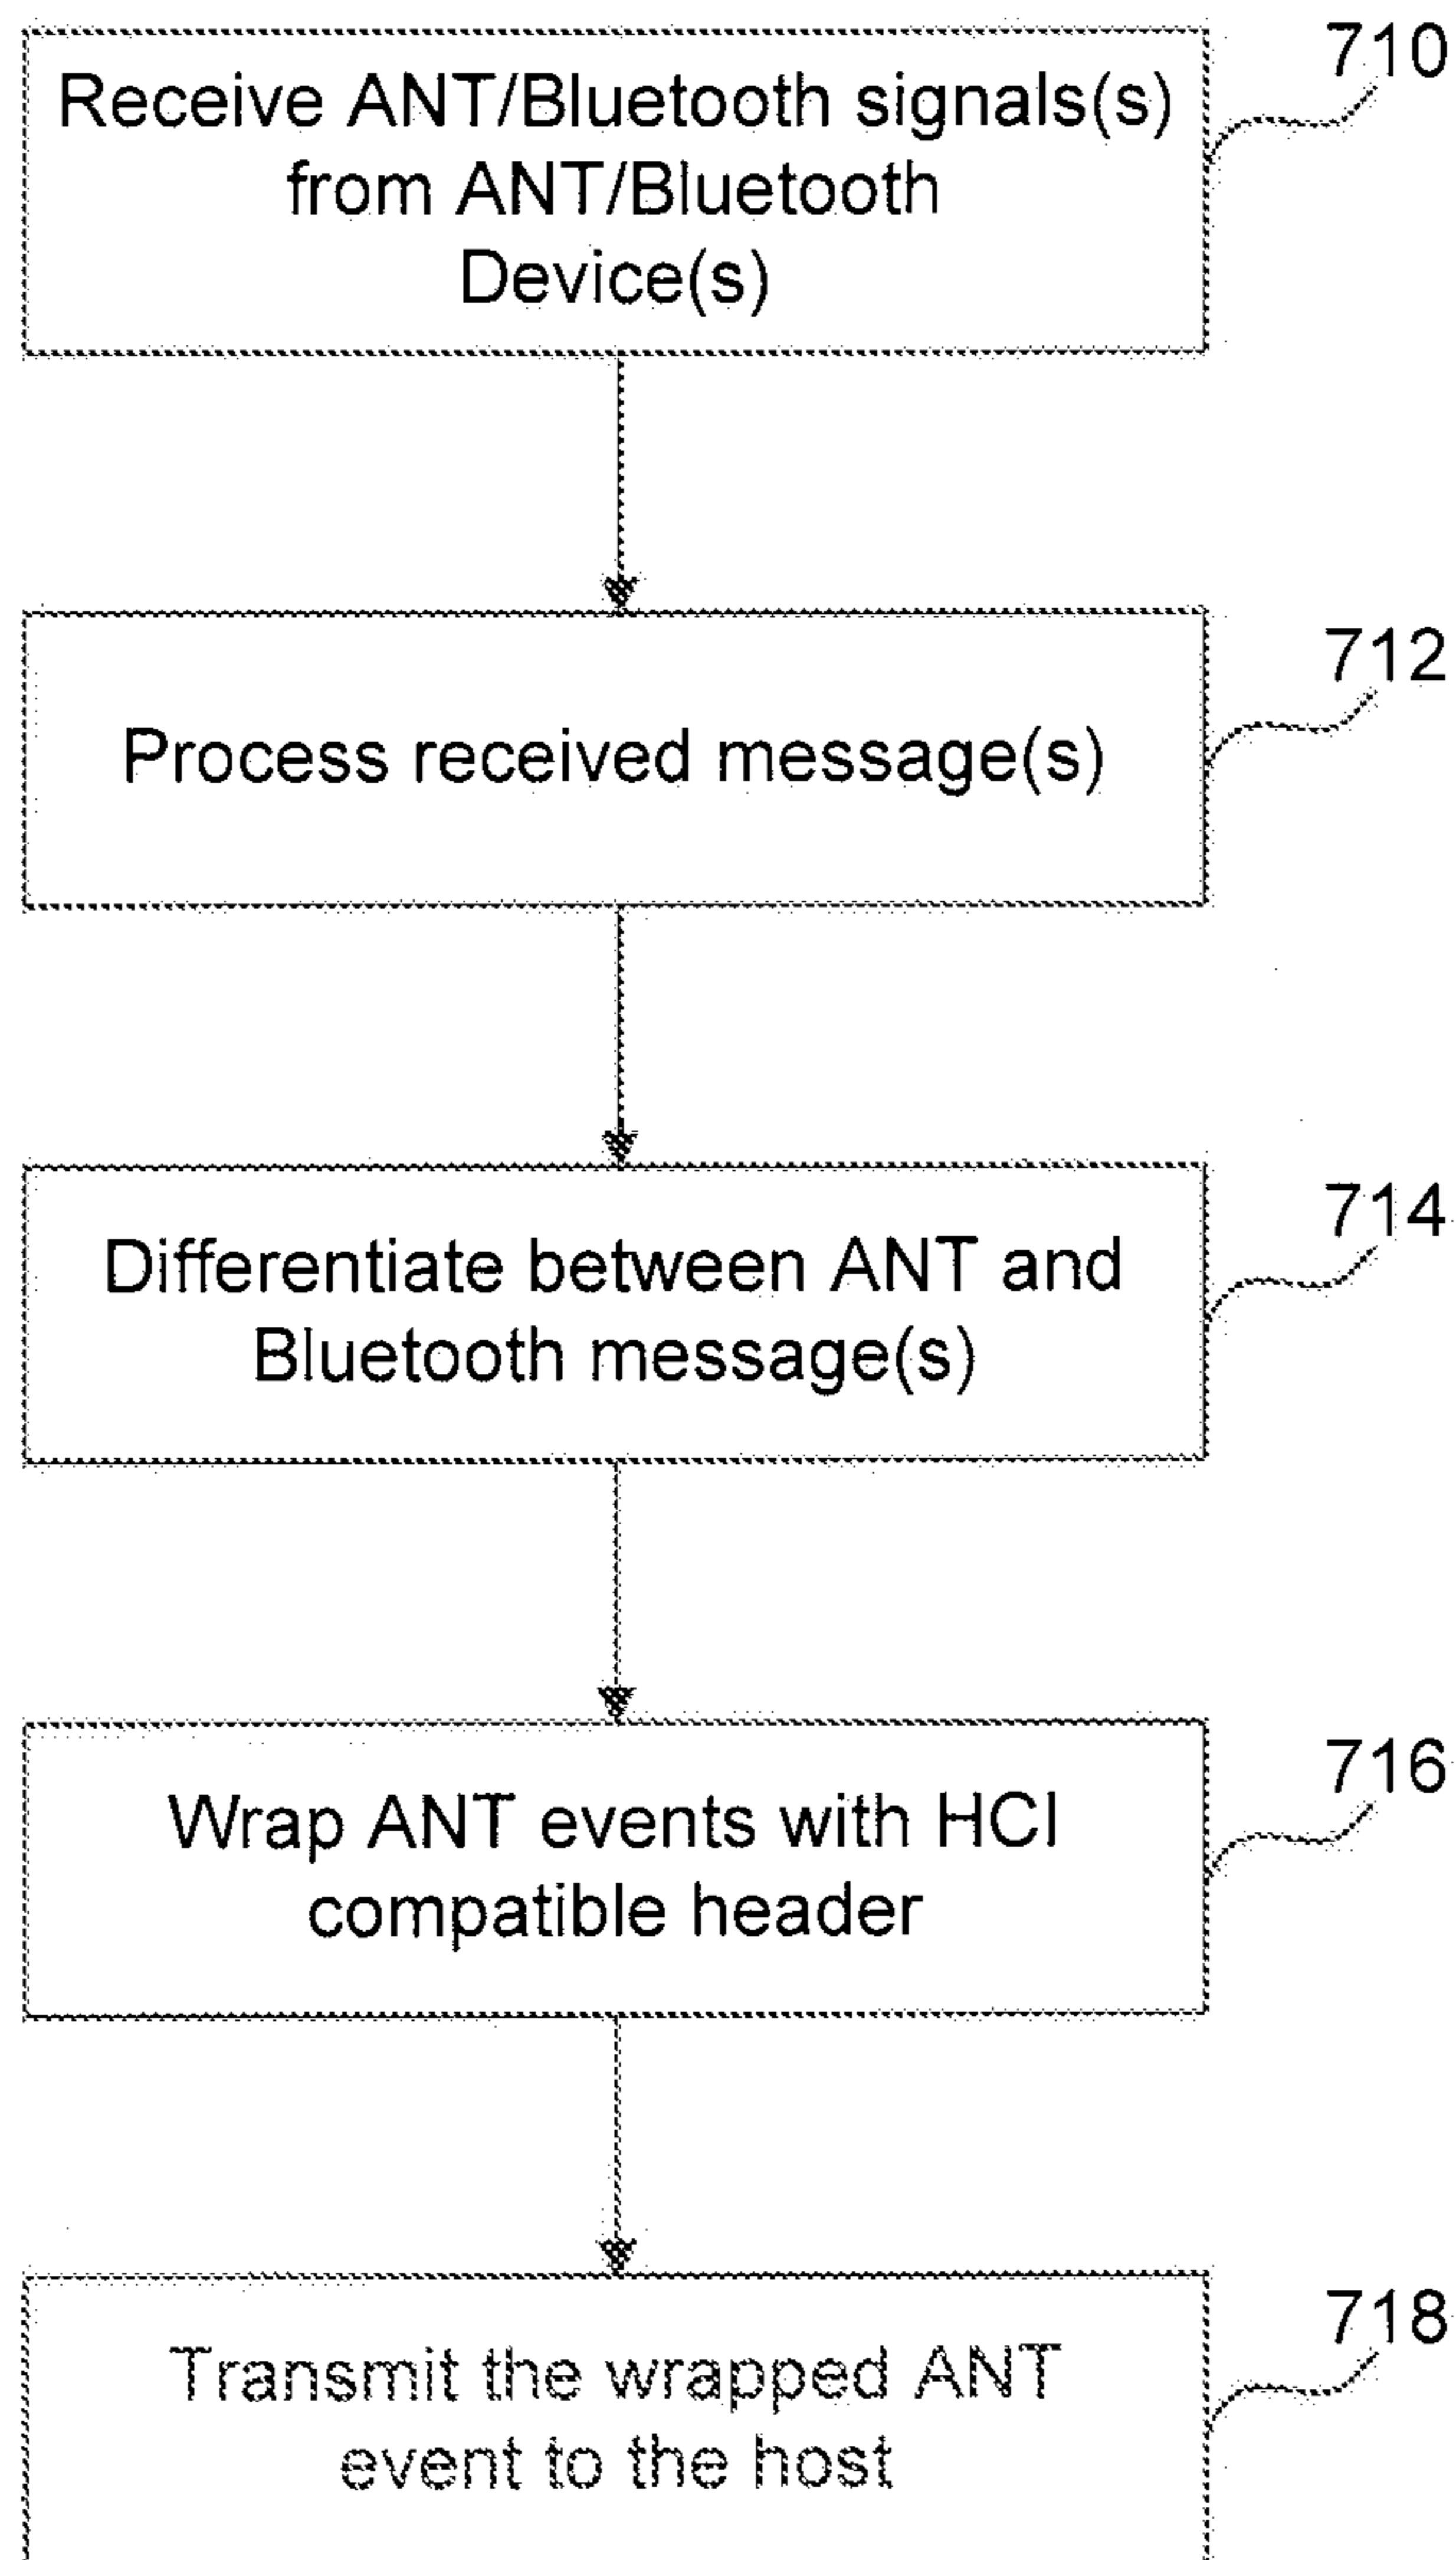 710
Receive ANT/Bluetooth signals(s)
from ANT/Bluetooth
Device(s)
712
Process received message(s)
714
Differentiate between ANT and
Bluetooth message(s)
716
Wrap ANT events with HCI
compatible header
718
Transmit the wrapped ANT
event to the host